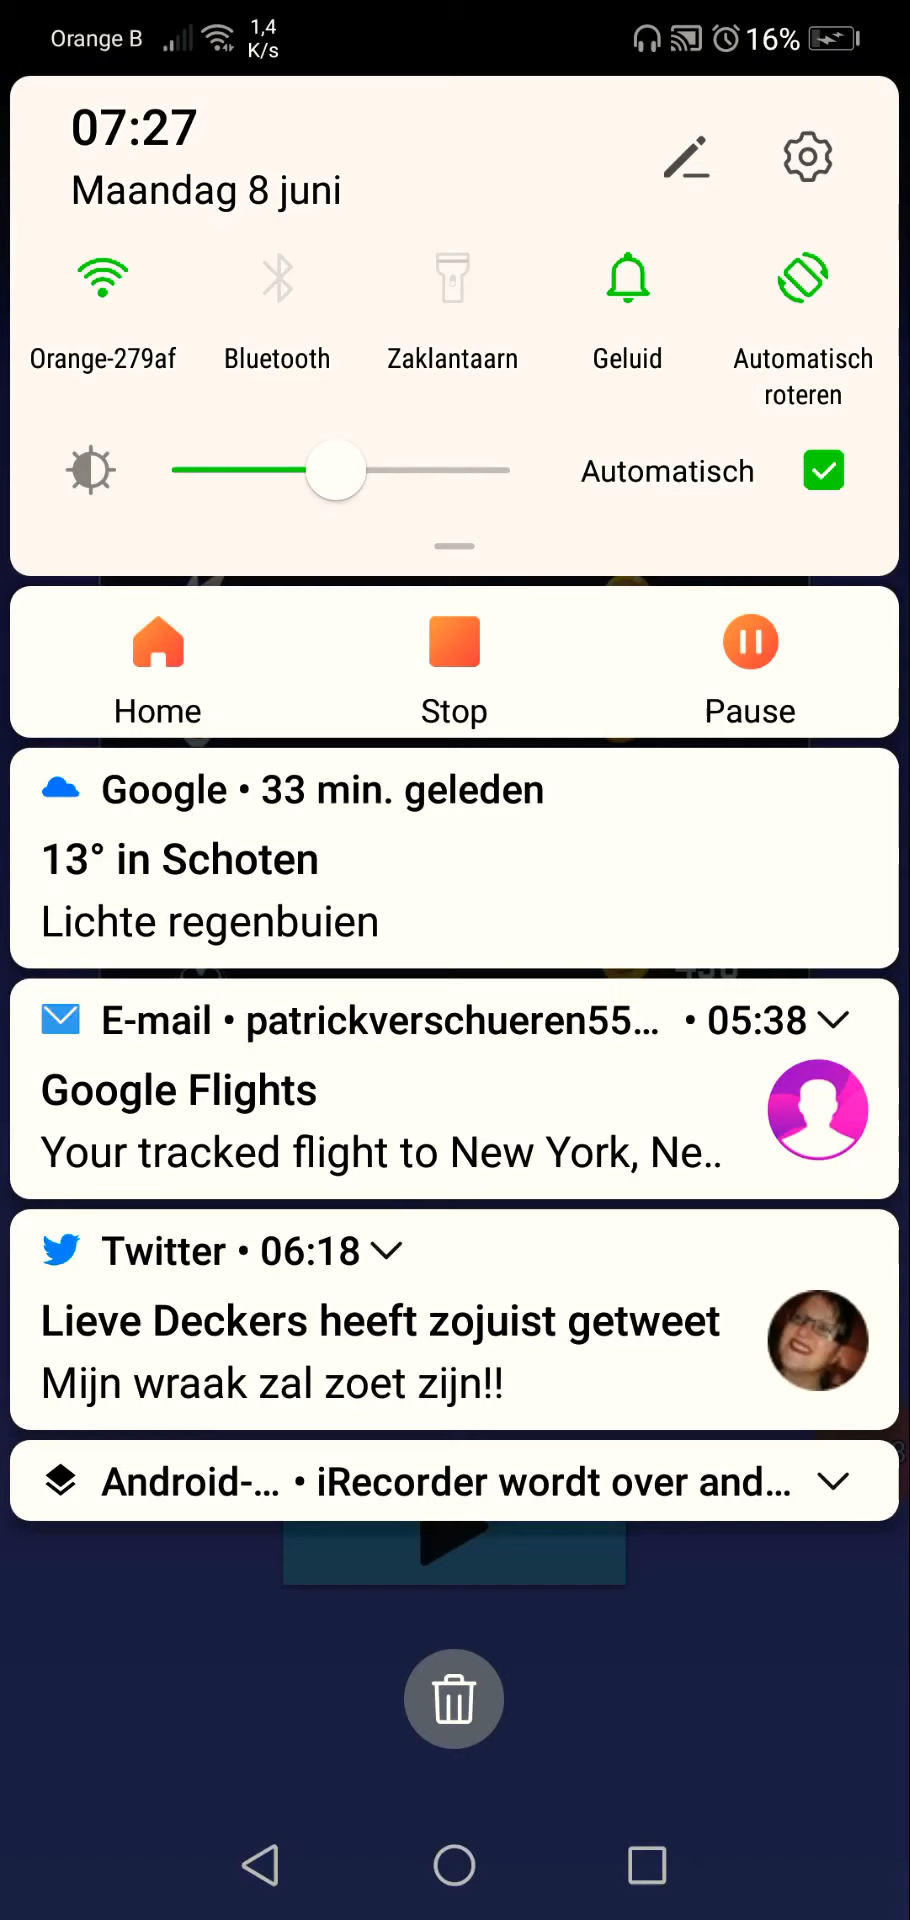 Orange B 1,4 K/s 16%
07:27
Maandag 8 juni
Orange-279af Bluetooth Zaklantaarn Geluid Automatisch roteren
Automatisch
Home Stop Pause
Google • 33 min. geleden
13° in Schoten
Lichte regenbuien
E-mail • patrickverschueren55... • 05:38
Google Flights
Your tracked flight to New York, Ne..
Twitter • 06:18
Lieve Deckers heeft zojuist getweet
Mijn wraak zal zoet zijn!!
Android-... • iRecorder wordt over and...